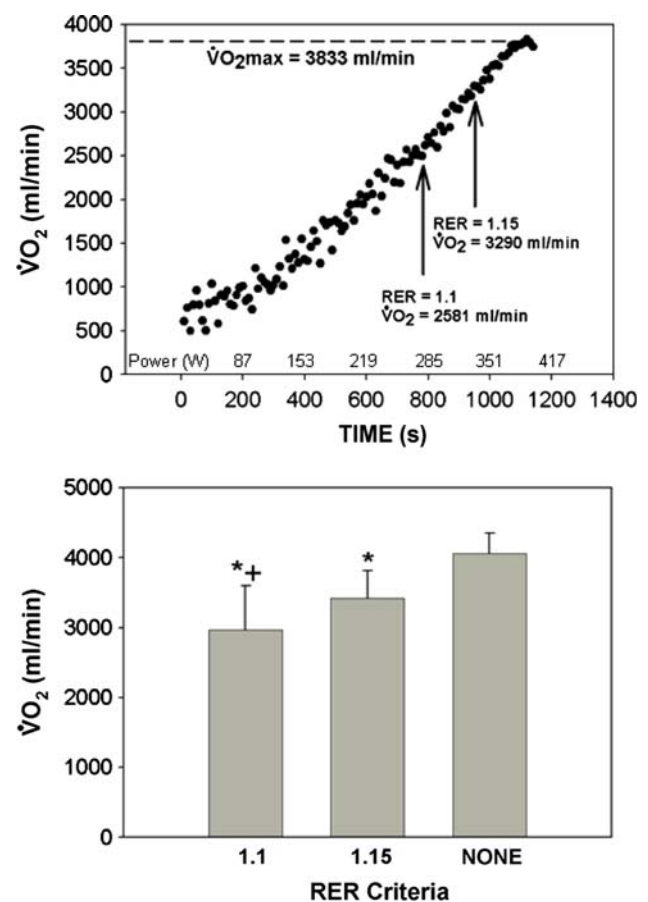 4000
3500
3000
2500
2000
1500
1000
500
0
V̇O₂ (ml/min)
V̇O₂max = 3833 ml/min
RER = 1.15
V̇O₂ = 3290 ml/min
RER = 1.1
V̇O₂ = 2581 ml/min
Power (W) 87 153 219 285 351 417
0 200 400 600 800 1000 1200 1400
TIME (s)
5000
4000
3000
2000
1000
0
V̇O₂ (ml/min)
*+
*
1.1 1.15 NONE
RER Criteria